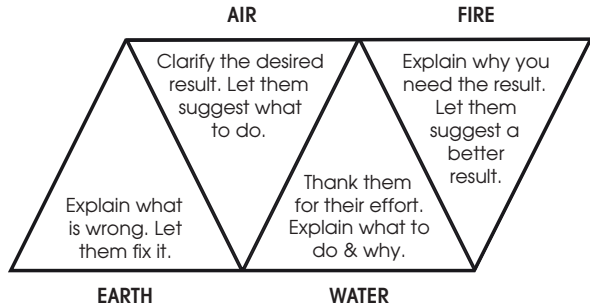 AIR
FIRE
Clarify the desired
result. Let them
suggest what
to do.
Explain why you
need the result.
Let them
suggest a
better
result.
Explain what
is wrong. Let
them fix it.
Thank them
for their effort.
Explain what to
do & why.
EARTH
WATER